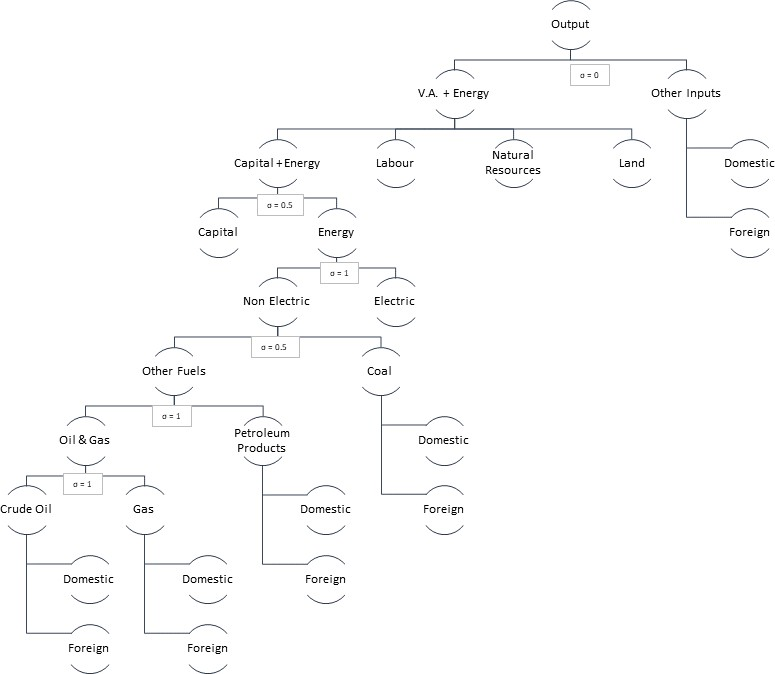 Output
σ = 0
V.A. + Energy
Other Inputs
Capital + Energy
Labour
Natural
Resources
Land
Domestic
σ = 0.5
Capital
Energy
Foreign
σ = 1
Non Electric
Electric
σ = 0.5
Other Fuels
Coal
σ = 1
Oil & Gas
Petroleum
Products
Domestic
σ = 1
Crude Oil
Gas
Domestic
Foreign
Domestic
Domestic
Foreign
Foreign
Foreign